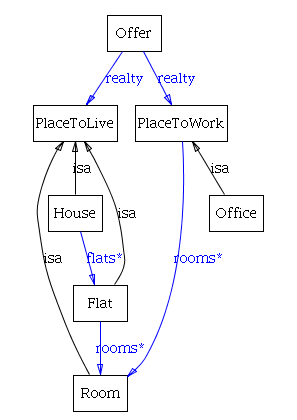 Offer
realty realty
PlaceToLive PlaceToWork
isa isa
House Office
isa flats* isa rooms*
Flat
rooms*
Room